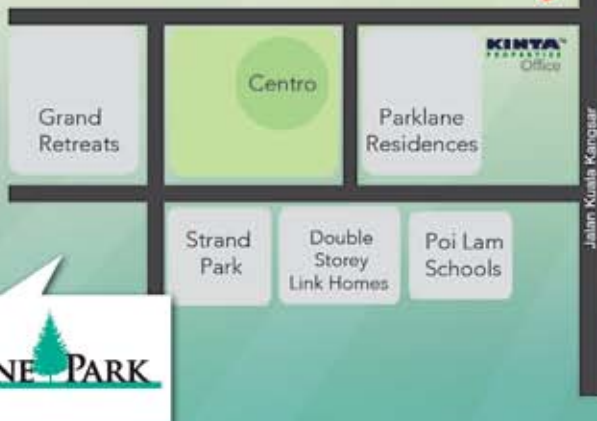 KINTA
PROPERTIES
Office
Centro
Grand
Retreats
Parklane
Residences
Jalan Kuala Kangsar
Strand
Park
Double
Storey
Link Homes
Poi Lam
Schools
NE PARK